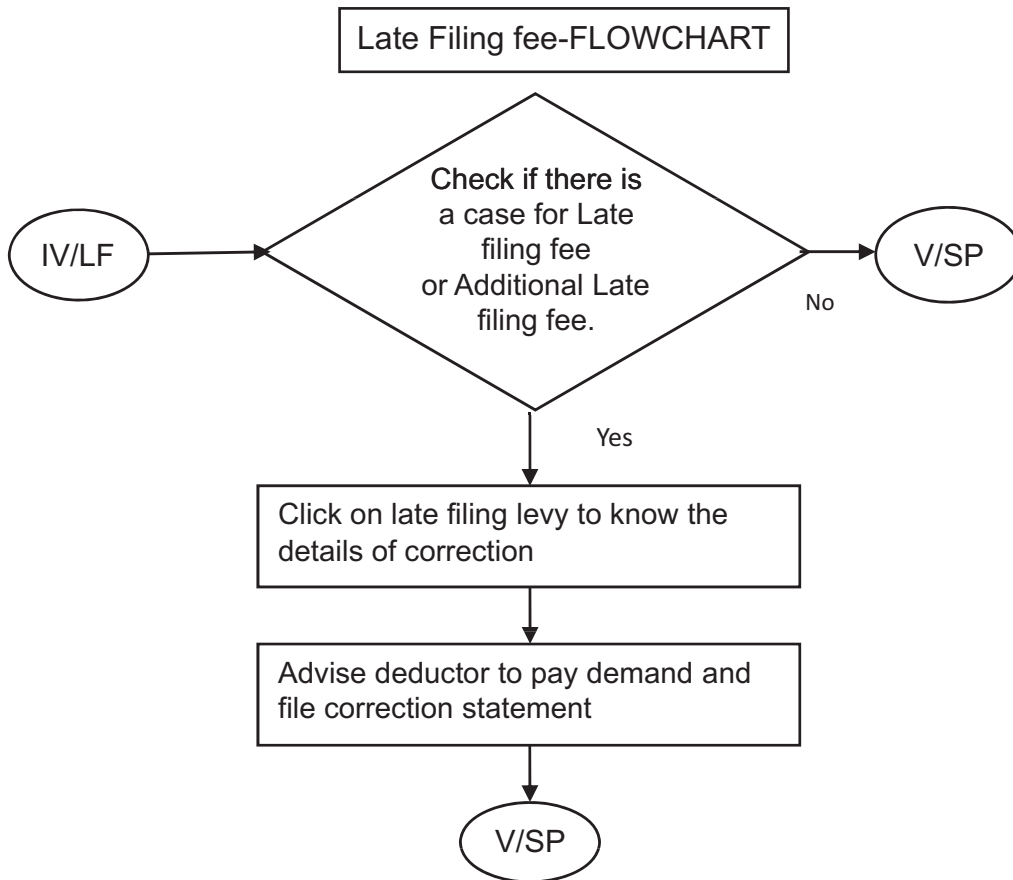 Late Filing fee-FLOWCHART
Check if there is
a case for Late
filing fee
or Additional Late
filing fee.
IV/LF
V/SP
No
Yes
Click on late filing levy to know the
details of correction
Advise deductor to pay demand and
file correction statement
V/SP